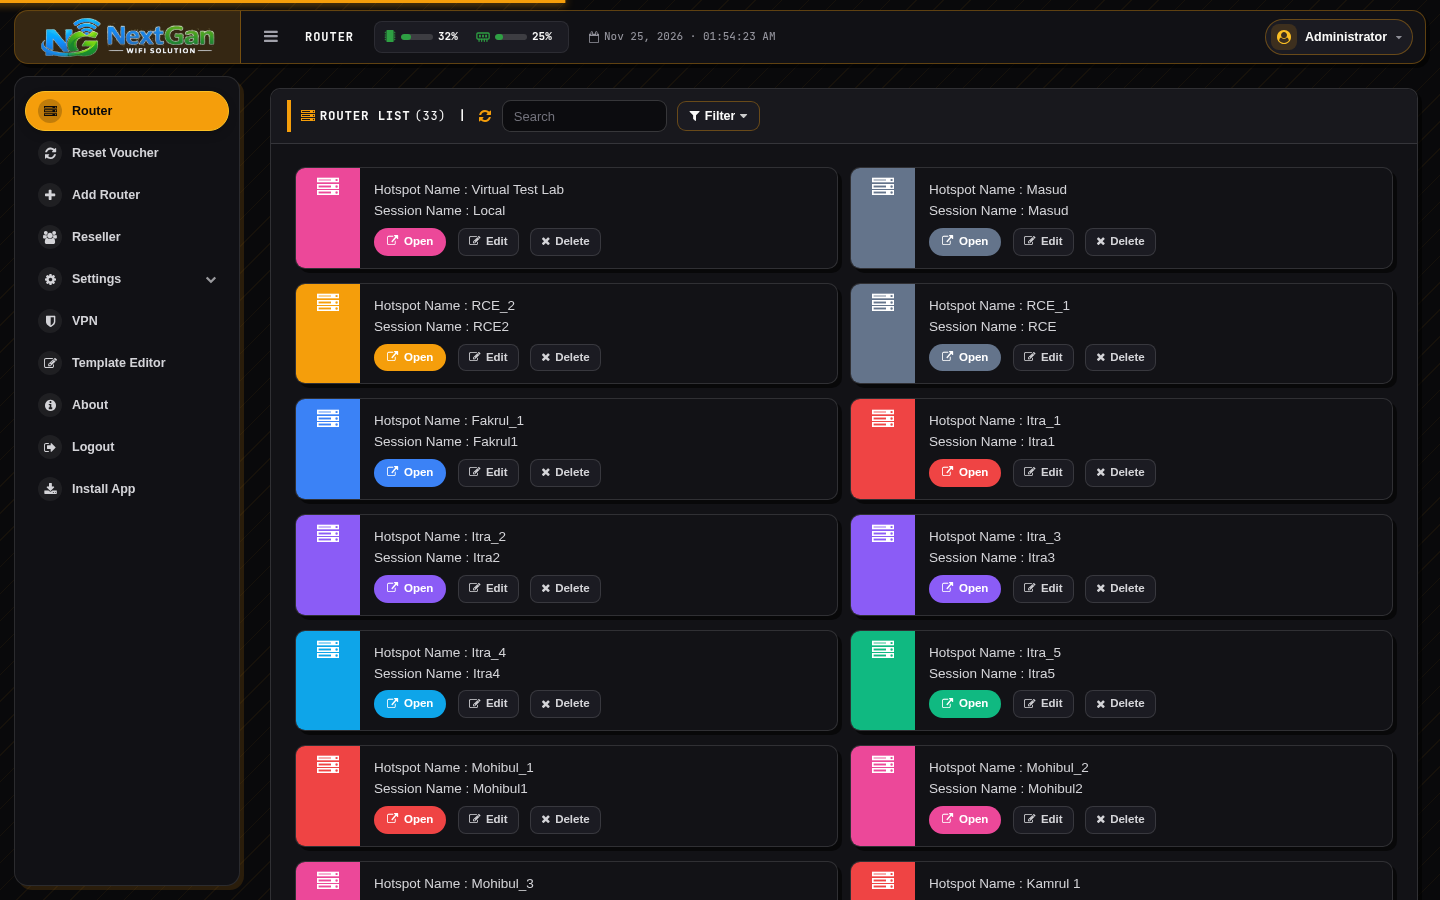 NextGan
WIFI SOLUTION
ROUTER
32%
25%
Nov 25, 2026 · 01:54:23 AM
Administrator
Router
Reset Voucher
Add Router
Reseller
Settings
VPN
Template Editor
About
Logout
Install App
ROUTER LIST (33) |
Search
Filter
Hotspot Name : Virtual Test Lab
Session Name : Local
Open Edit Delete
Hotspot Name : Masud
Session Name : Masud
Open Edit Delete
Hotspot Name : RCE_2
Session Name : RCE2
Open Edit Delete
Hotspot Name : RCE_1
Session Name : RCE
Open Edit Delete
Hotspot Name : Fakrul_1
Session Name : Fakrul1
Open Edit Delete
Hotspot Name : Itra_1
Session Name : Itra1
Open Edit Delete
Hotspot Name : Itra_2
Session Name : Itra2
Open Edit Delete
Hotspot Name : Itra_3
Session Name : Itra3
Open Edit Delete
Hotspot Name : Itra_4
Session Name : Itra4
Open Edit Delete
Hotspot Name : Itra_5
Session Name : Itra5
Open Edit Delete
Hotspot Name : Mohibul_1
Session Name : Mohibul1
Open Edit Delete
Hotspot Name : Mohibul_2
Session Name : Mohibul2
Open Edit Delete
Hotspot Name : Mohibul_3
Hotspot Name : Kamrul 1